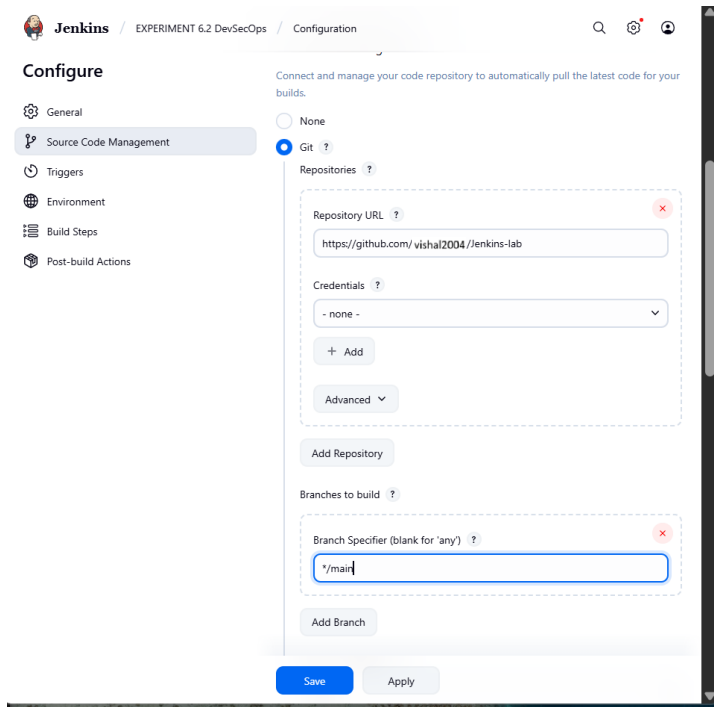 Jenkins / EXPERIMENT 6.2 DevSecOps / Configuration
Configure
General
Source Code Management
Triggers
Environment
Build Steps
Post-build Actions
Connect and manage your code repository to automatically pull the latest code for your
builds.
None
Git ?
Repositories ?
Repository URL ?
https://github.com/vishal2004/Jenkins-lab
Credentials ?
- none -
+ Add
Advanced
Add Repository
Branches to build ?
Branch Specifier (blank for 'any') ?
*/main
Add Branch
Save Apply